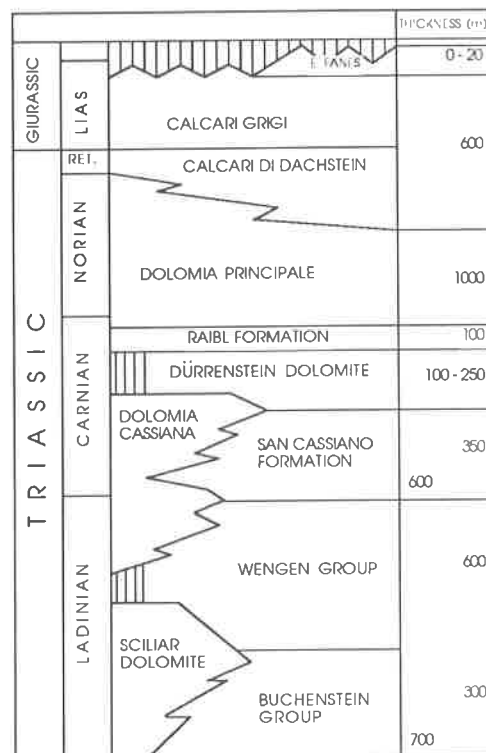 THICKNESS (m)
GIURASSIC
LIAS
F. FANES
0-20
CALCARI GRIGI
600
TRIASSIC
RET.
CALCARI DI DACHSTEIN
NORIAN
DOLOMIA PRINCIPALE
1000
CARNIAN
RAIBL FORMATION
100
DÜRRENSTEIN DOLOMITE
100-250
DOLOMIA
CASSIANA
SAN CASSIANO
FORMATION
350
600
LADINIAN
WENGEN GROUP
600
SCILIAR
DOLOMITE
BUCHENSTEIN
GROUP
300
700